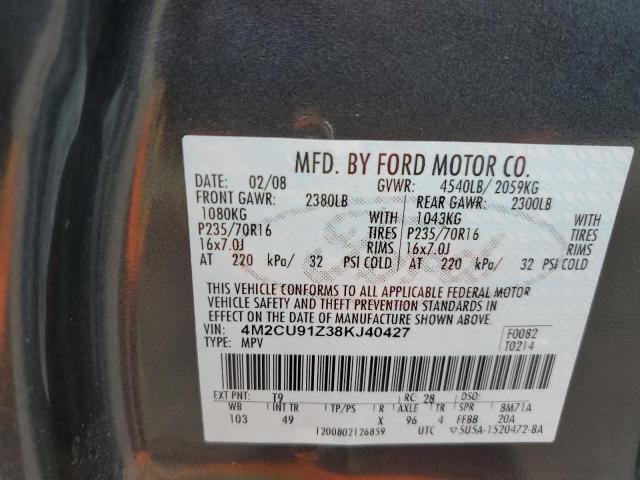 MFD. BY FORD MOTOR CO.
DATE: 02/08 GVWR: 4540LB/ 2059KG
FRONT GAWR: 2380LB REAR GAWR: 2300LB
1080KG WITH 1043KG WITH
P235/70R16 TIRES P235/70R16 TIRES
16x7.0J RIMS 16x7.0J RIMS
AT 220 kPa/ 32 PSI COLD AT 220 kPa/ 32 PSI COLD
THIS VEHICLE CONFORMS TO ALL APPLICABLE FEDERAL MOTOR
VEHICLE SAFETY AND THEFT PREVENTION STANDARDS IN
EFFECT ON THE DATE OF MANUFACTURE SHOWN ABOVE.
VIN: 4M2CU91Z38KJ40427 F0082
TYPE: MPV T0214
EXT PNT: T9 RC: 28 DSO:
WB INT TR TP/PS R AXLE TR SPR 8M71A
103 49 X 96 4 FFBB 20A
1200802126859 UTC 5U5A-1520472-BA
Ford